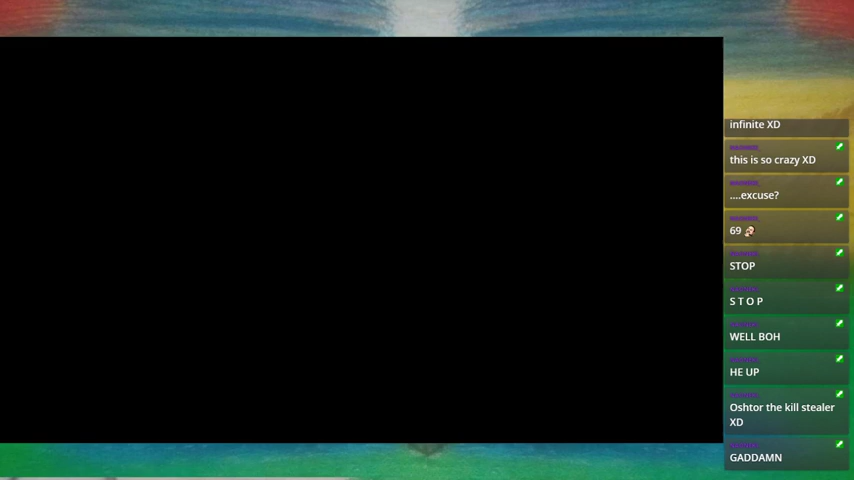 infinite XD
this is so crazy XD
....excuse?
69
STOP
S T O P
WELL BOH
HE UP
Oshtor the kill stealer
XD
GADDAMN